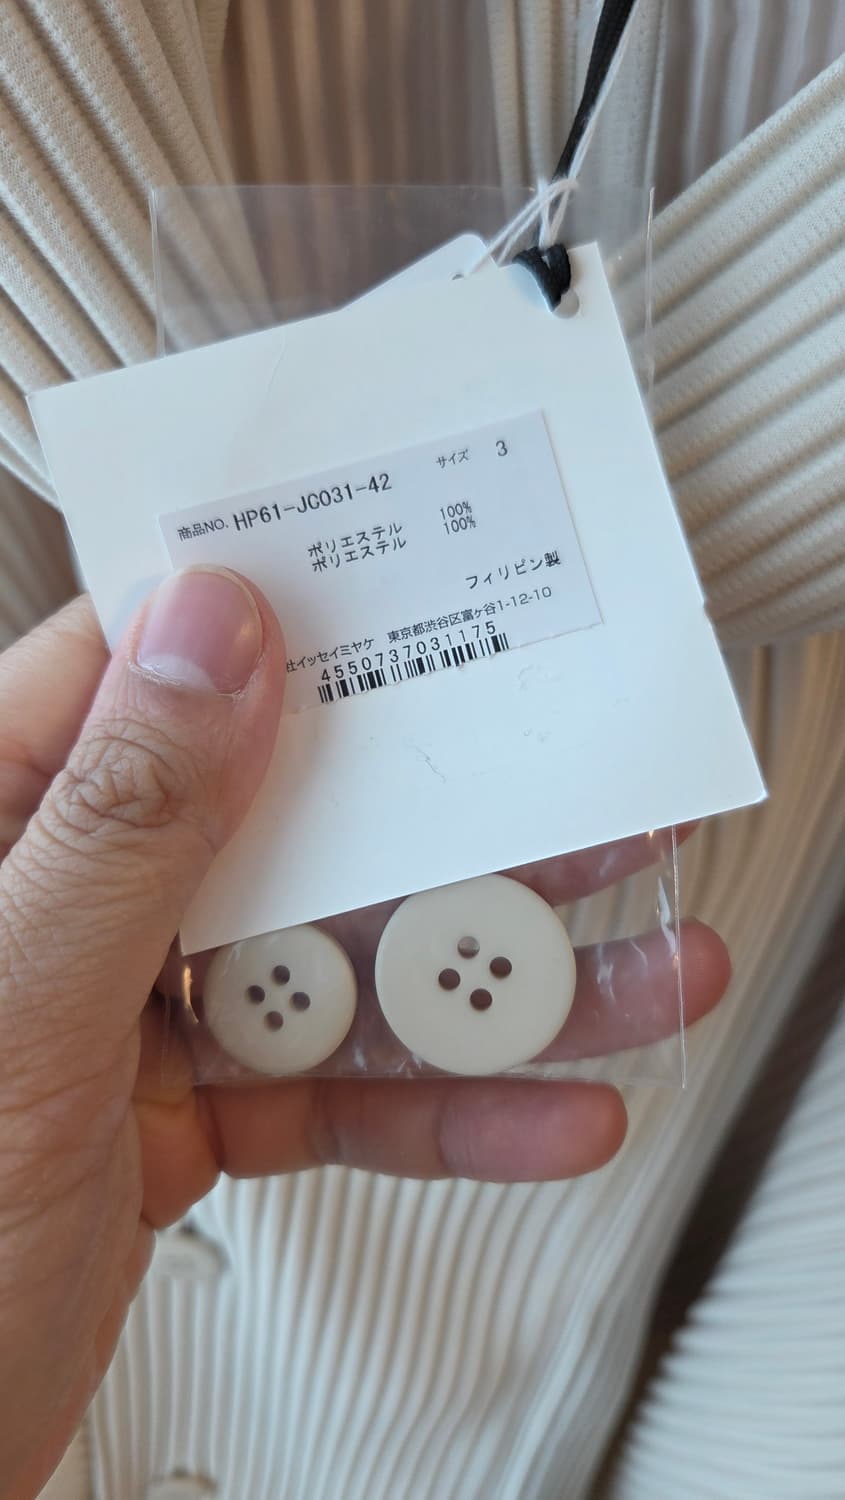 サイズ 3
商品NO. HP61-JC031-42
ポリエステル 100%
ポリエステル 100%
フィリピン製
社イッセイミヤケ 東京都渋谷区富ヶ谷1-12-10
4550737031175